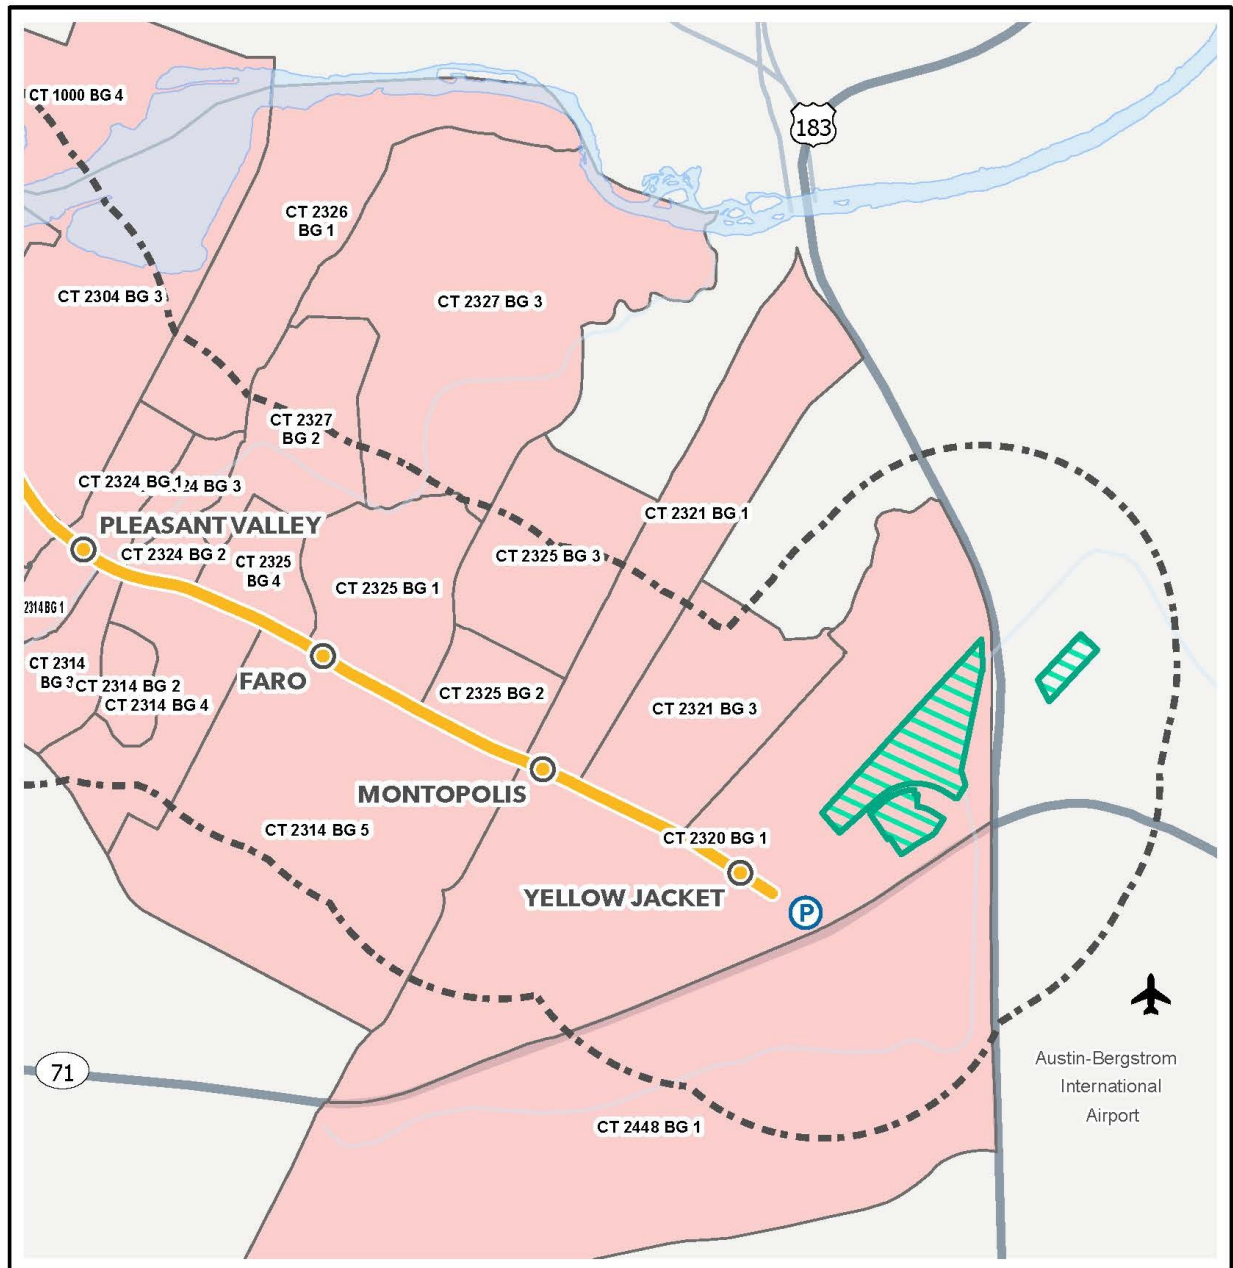 CT 1000 BG 4
183
CT 2326
BG 1
CT 2304 BG 3
CT 2327 BG 3
CT 2327
BG 2
CT 2324 BG 1
24 BG 3
CT 2321 BG 1
PLEASANT VALLEY
CT 2324 BG 2
CT 2325
BG 4
CT 2325 BG 3
CT 2325 BG 1
2314 BG 1
CT 2314
BG 3
CT 2314 BG 2
CT 2314 BG 4
FARO
CT 2325 BG 2
CT 2321 BG 3
MONTOPOLIS
CT 2314 BG 5
CT 2320 BG 1
YELLOW JACKET
P
71
Austin-Bergstrom
International
Airport
CT 2448 BG 1